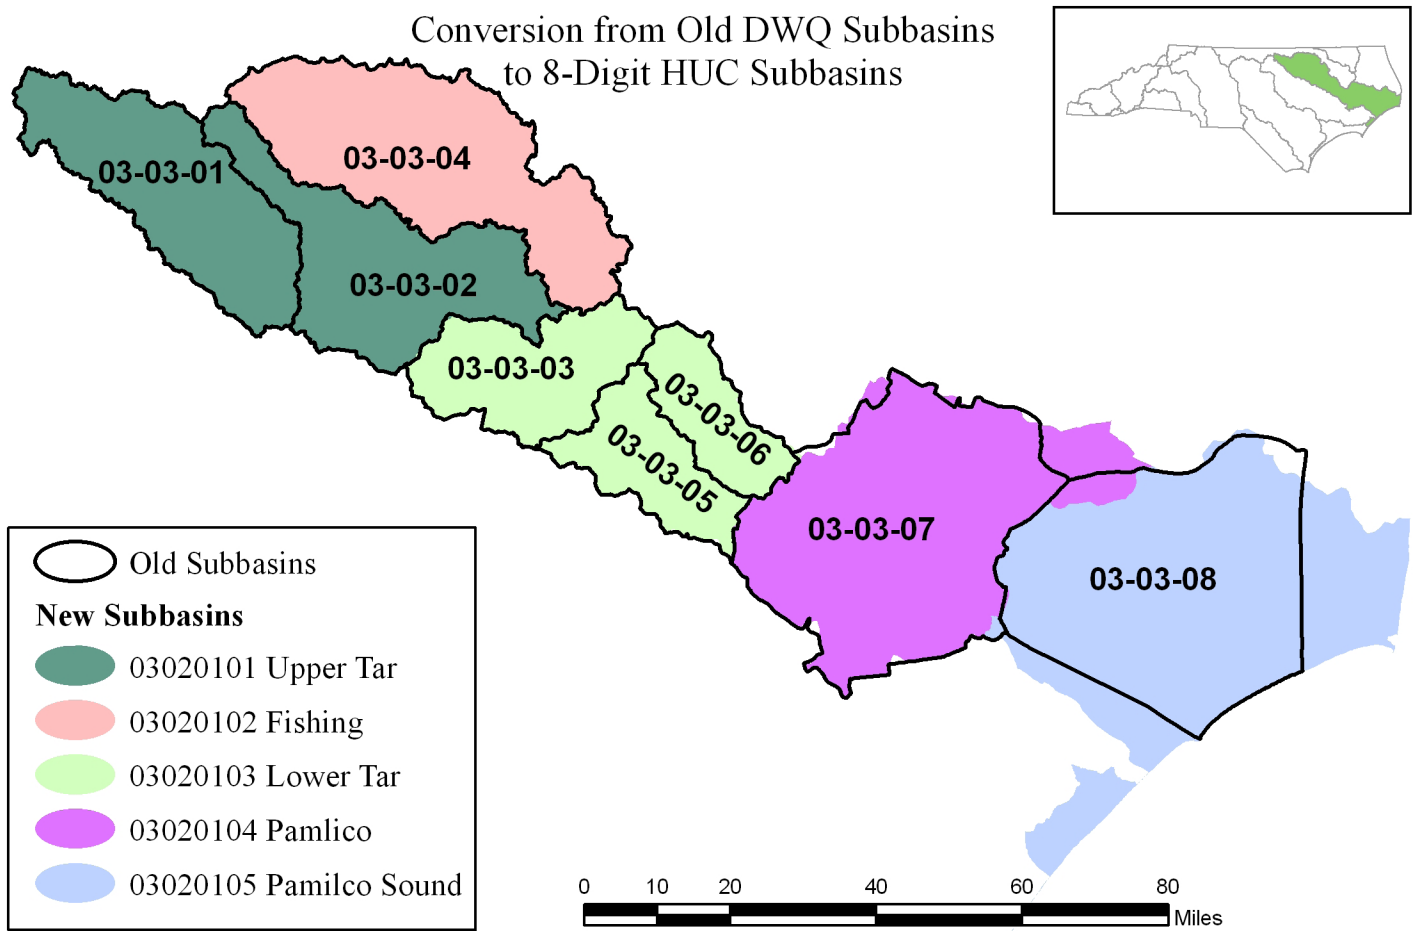 Conversion from Old DWQ Subbasins
to 8-Digit HUC Subbasins
03-03-04
03-03-01
03-03-02
03-03-03
03-03-06
03-03-05
03-03-07
03-03-08
Old Subbasins
New Subbasins
03020101 Upper Tar
03020102 Fishing
03020103 Lower Tar
03020104 Pamlico
03020105 Pamilco Sound
0 10 20 40 60 80
Miles